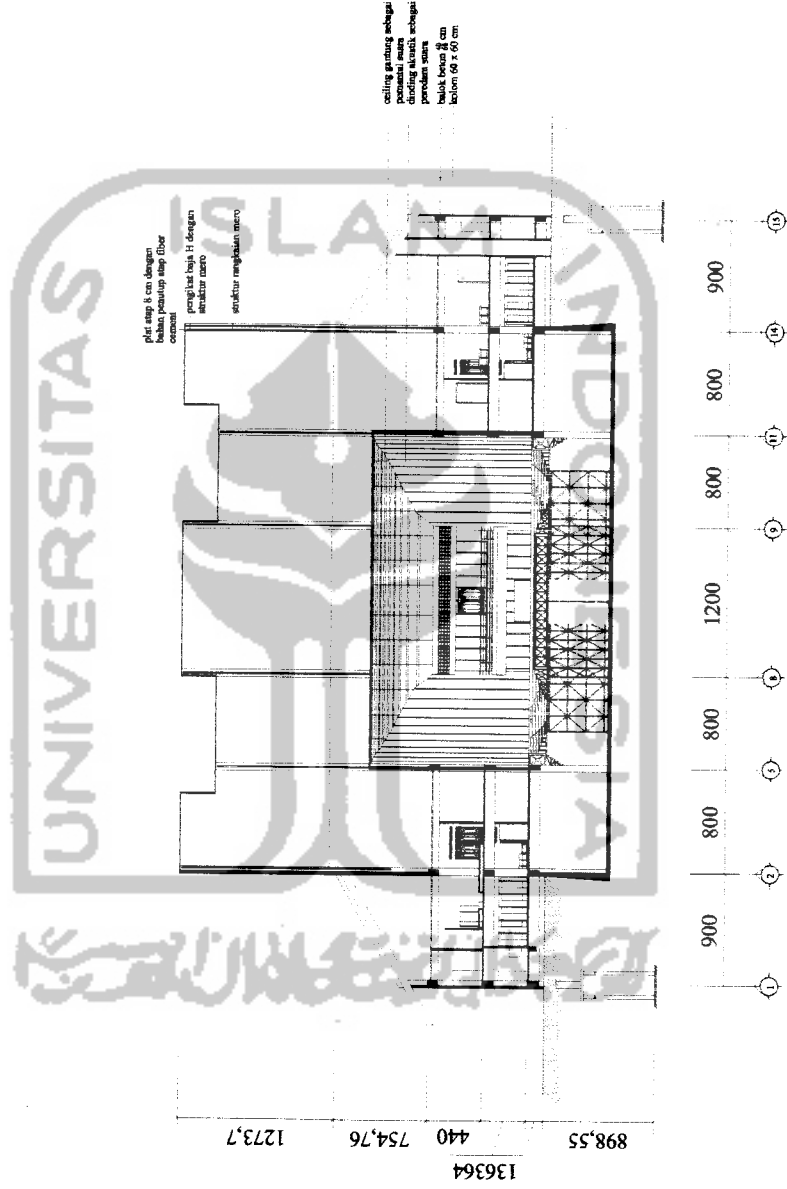 plat atap 8 cm dengan
bahan penutup atap fiber
cement
pengikat baja H dengan
struktur mero
struktur rangkaian mero
ceiling gantung sebagai
pemantul suara
dinding akustik sebagai
peredam suara
balok beton cm
kolom 60 x 60 cm
UNIVERSITAS
ISLAM
INDONESIA
1273,7
754,76
440
136364
898,55
900 800 800 1200 800 800 900
1 2 5 8 9 11 14 15